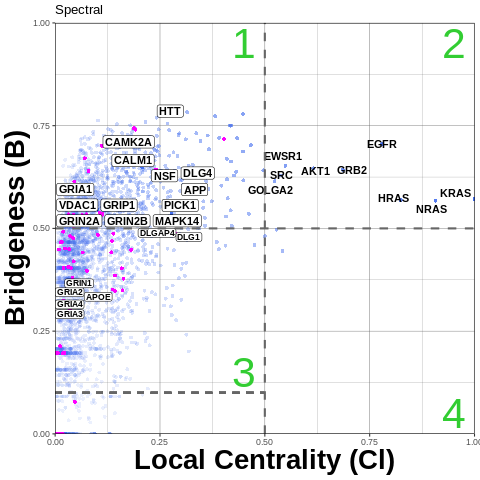 Spectral
1.00
1
2
HTT
0.75
CAMK2A
EGFR
CALM1
EWSR1
NSF
DLG4
SRC
AKT1
GRB2
GRIA1
APP
GOLGA2
KRAS
HRAS
VDAC1
GRIP1
PICK1
NRAS
GRIN2A
GRIN2B
MAPK14
0.50
DLGAP4
DLG1
GRIN1
GRIA2
APOE
GRIA4
GRIA3
0.25
3
4
0.00
0.00
0.25
0.50
0.75
1.00
Bridgeness (B)
Local Centrality (Cl)